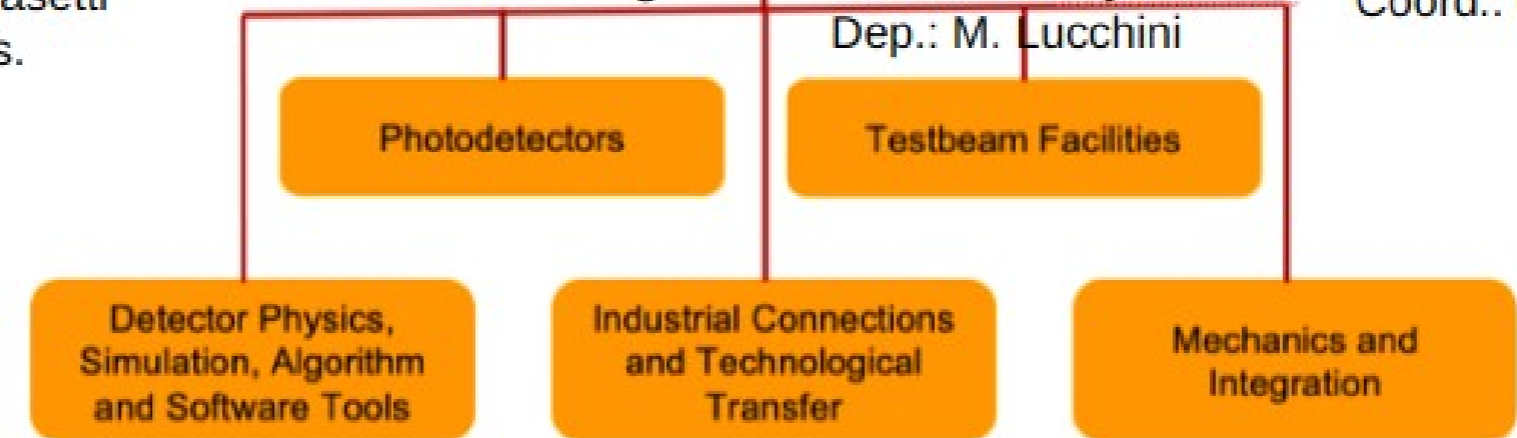 s.
Dep.: M. Lucchini
Photodetectors
Testbeam Facilities
Detector Physics,
Simulation, Algorithm
and Software Tools
Industrial Connections
and Technological
Transfer
Mechanics and
Integration